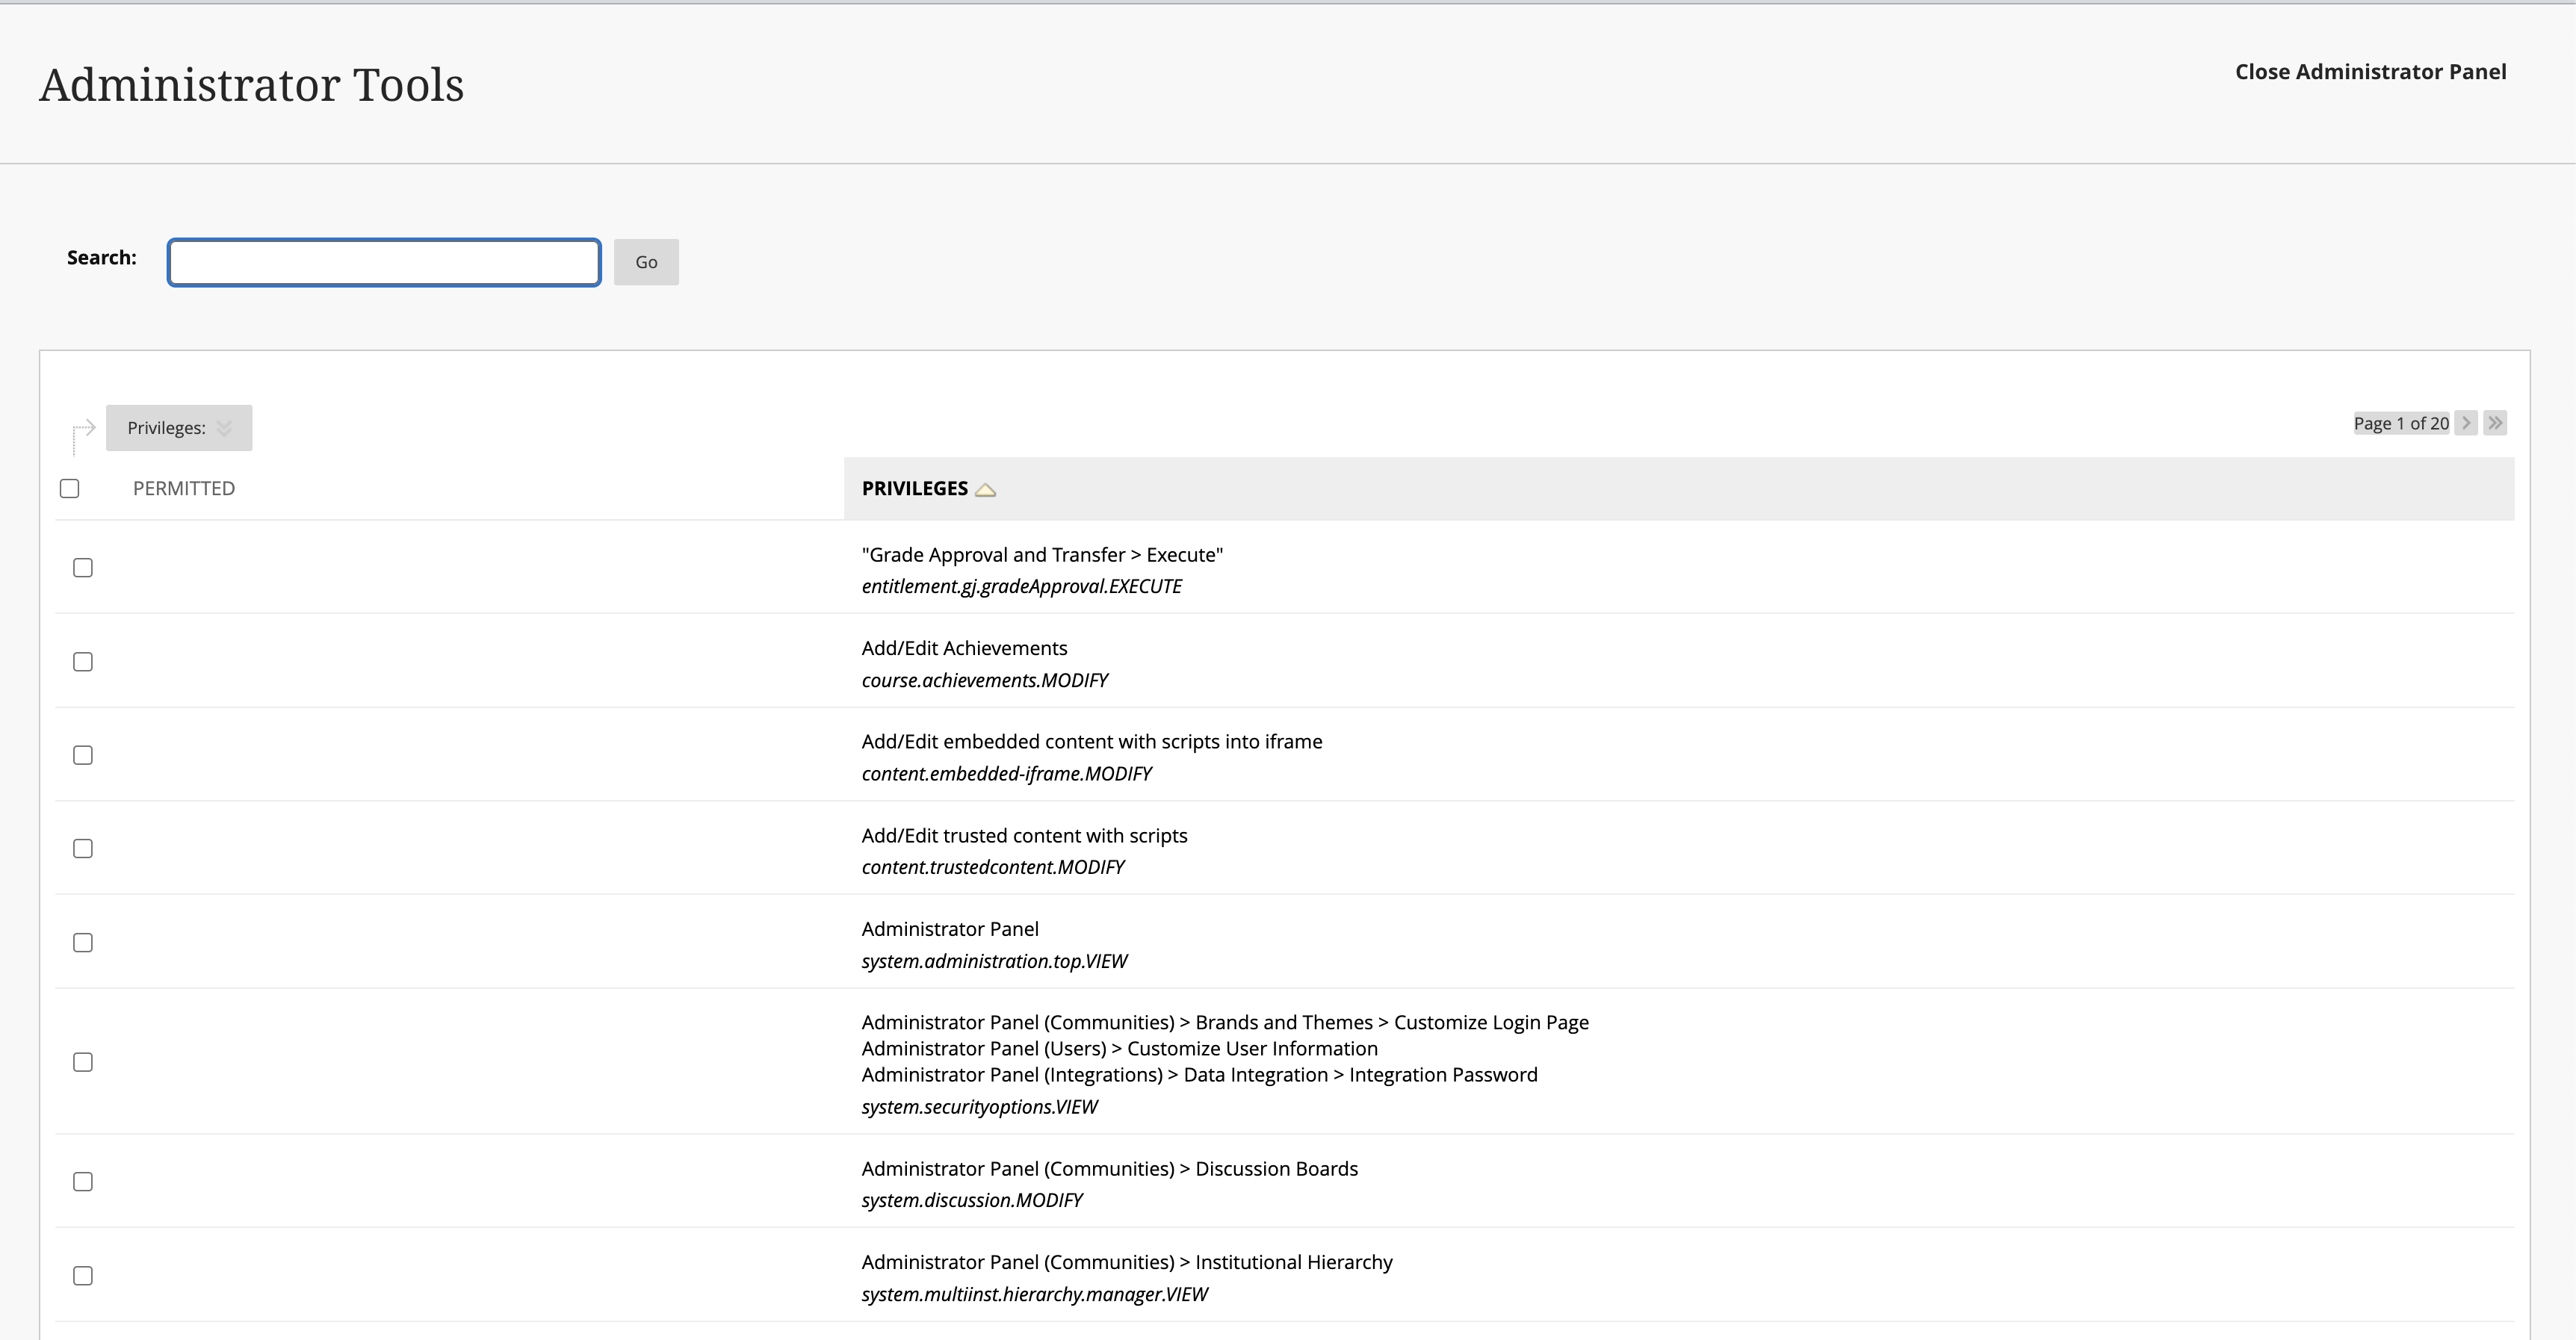 Administrator Tools
Close Administrator Panel
Search:
Go
Privileges:
Page 1 of 20
PERMITTED
PRIVILEGES
"Grade Approval and Transfer > Execute"
entitlement.gj.gradeApproval.EXECUTE
Add/Edit Achievements
course.achievements.MODIFY
Add/Edit embedded content with scripts into iframe
content.embedded-iframe.MODIFY
Add/Edit trusted content with scripts
content.trustedcontent.MODIFY
Administrator Panel
system.administration.top.VIEW
Administrator Panel (Communities) > Brands and Themes > Customize Login Page
Administrator Panel (Users) > Customize User Information
Administrator Panel (Integrations) > Data Integration > Integration Password
system.securityoptions.VIEW
Administrator Panel (Communities) > Discussion Boards
system.discussion.MODIFY
Administrator Panel (Communities) > Institutional Hierarchy
system.multiinst.hierarchy.manager.VIEW